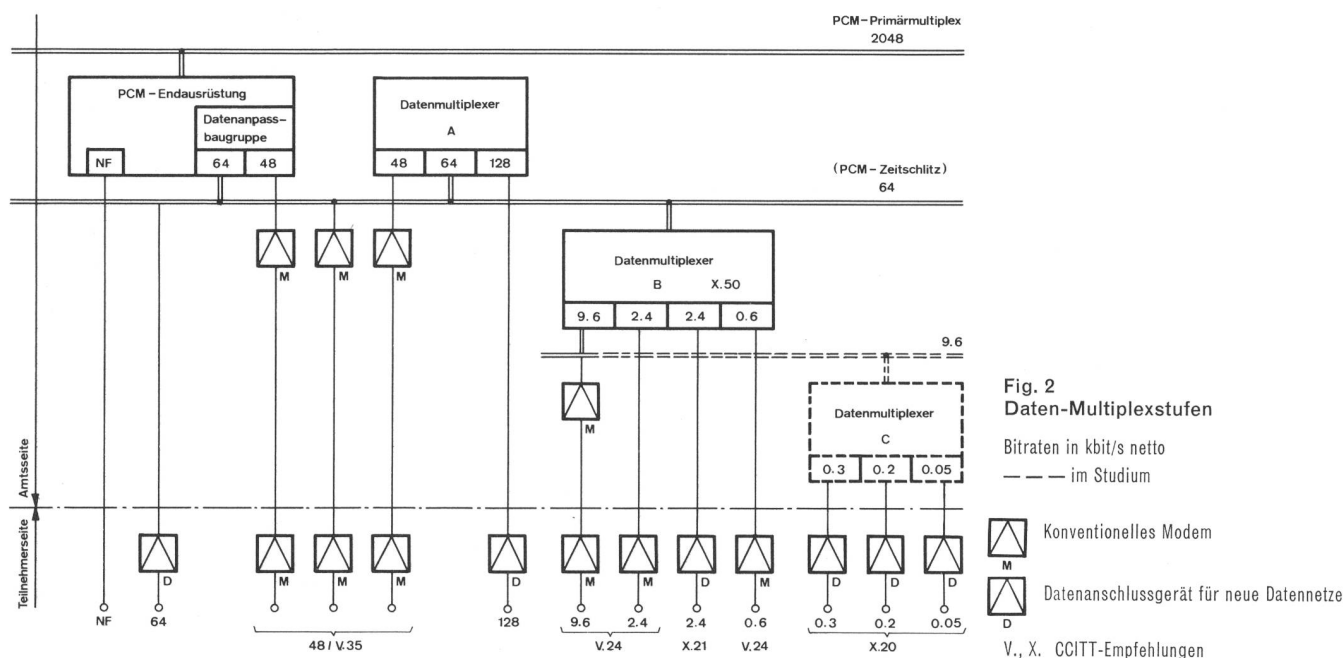 PCM–Primärmultiplex
2048
PCM – Endausrüstung
Datenanpass-
baugruppe
NF
64
48
Datenmultiplexer
A
48
64
128
(PCM – Zeitschlitz)
64
M
M
M
Datenmultiplexer
B
X.50
9.6
2.4
2.4
0.6
9.6
M
Datenmultiplexer
C
0.3
0.2
0.05
Amtsseite
Teilnehmerseite
D
M
M
M
D
M
M
D
M
D
D
D
NF
64
128
9.6
2.4
2.4
0.6
0.3
0.2
0.05
48 / V.35
V.24
X.21
V.24
X.20
Fig. 2
Daten-Multiplexstufen
Bitraten in kbit/s netto
– – – – im Studium
Konventionelles Modem
M
Datenanschlussgerät für neue Datennetze
D
V., X. CCITT-Empfehlungen